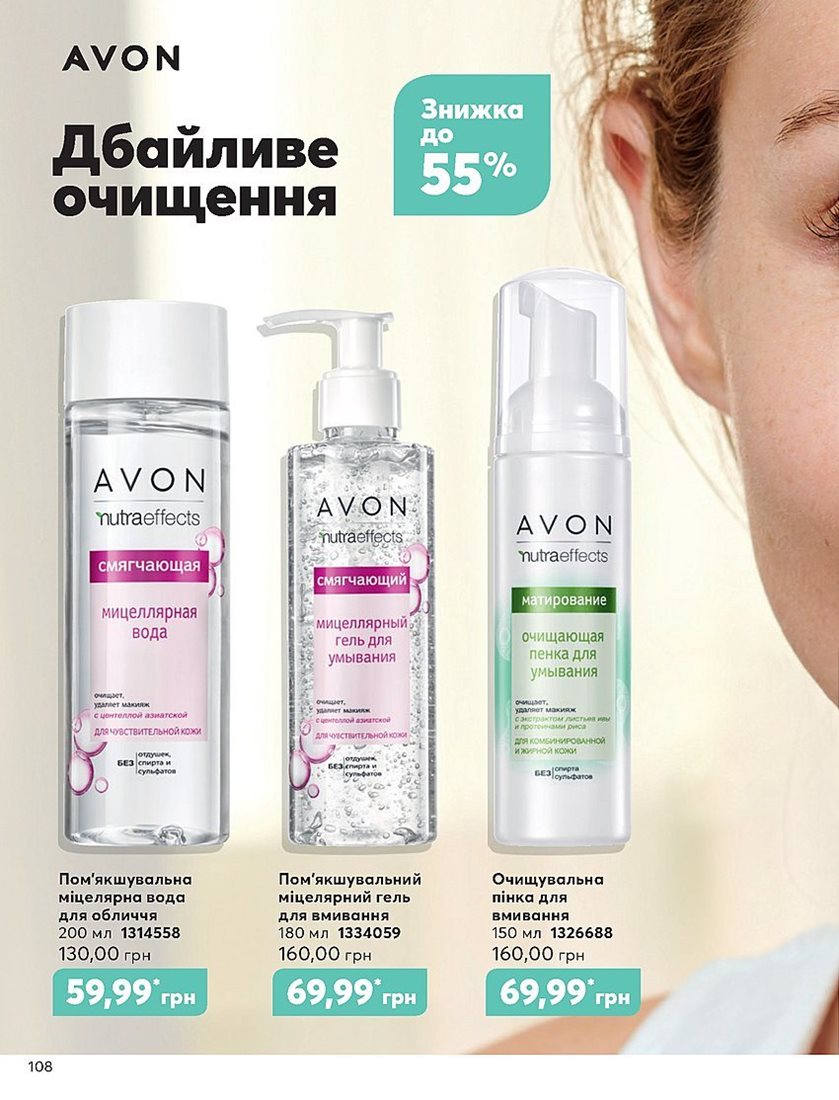 AVON
Дбайливе
очищення
Знижка
до
55%
AVON
nutraeffects
смягчающая
мицеллярная
вода
очищает,
удаляет макияж
с центеллой азиатской
для чувствительной кожи
БЕЗ отдушек,
спирта и
сульфатов
AVON
nutraeffects
смягчающий
мицеллярный
гель для
умывания
очищает,
удаляет макияж
с центеллой азиатской
для чувствительной кожи
БЕЗ отдушек,
спирта и
сульфатов
AVON
nutraeffects
матирование
очищающая
пенка для
умывания
очищает,
удаляет макияж
с экстрактом листьев ивы
и протеинами риса
для комбинированной
и жирной кожи
БЕЗ спирта
сульфатов
Пом'якшувальна
міцелярна вода
для обличчя
200 мл 1314558
130,00 грн
59,99* грн
Пом'якшувальний
міцелярний гель
для вмивання
180 мл 1334059
160,00 грн
69,99* грн
Очищувальна
пінка для
вмивання
150 мл 1326688
160,00 грн
69,99* грн
108